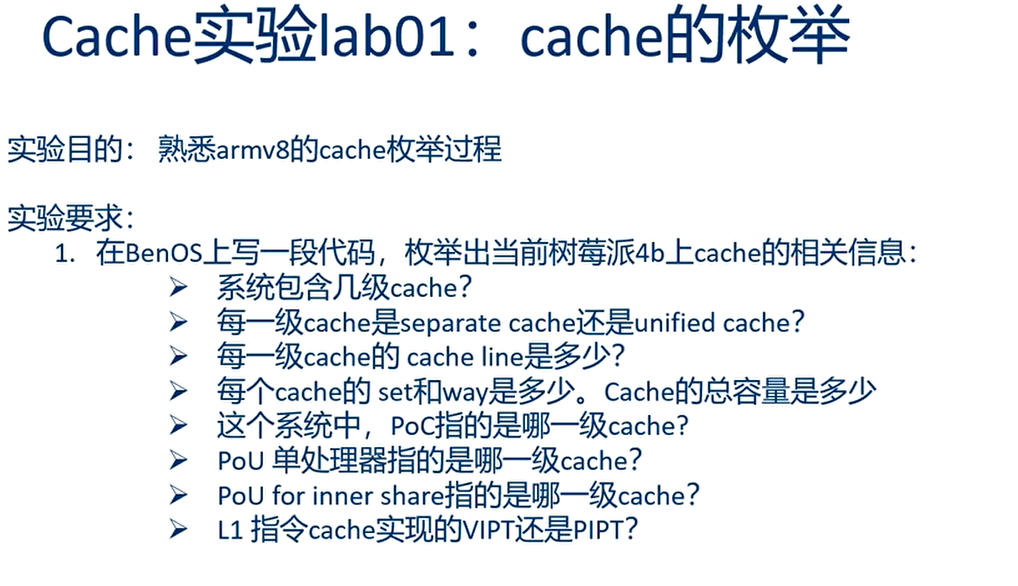 Cache实验lab01：cache的枚举
实验目的： 熟悉armv8的cache枚举过程
实验要求：
1. 在BenOS上写一段代码，枚举出当前树莓派4b上cache的相关信息：
➢ 系统包含几级cache？
➢ 每一级cache是separate cache还是unified cache？
➢ 每一级cache的 cache line是多少？
➢ 每个cache的 set和way是多少。Cache的总容量是多少
➢ 这个系统中，PoC指的是哪一级cache?
➢ PoU 单处理器指的是哪一级cache？
➢ PoU for inner share指的是哪一级cache？
➢ L1 指令cache实现的VIPT还是PIPT？